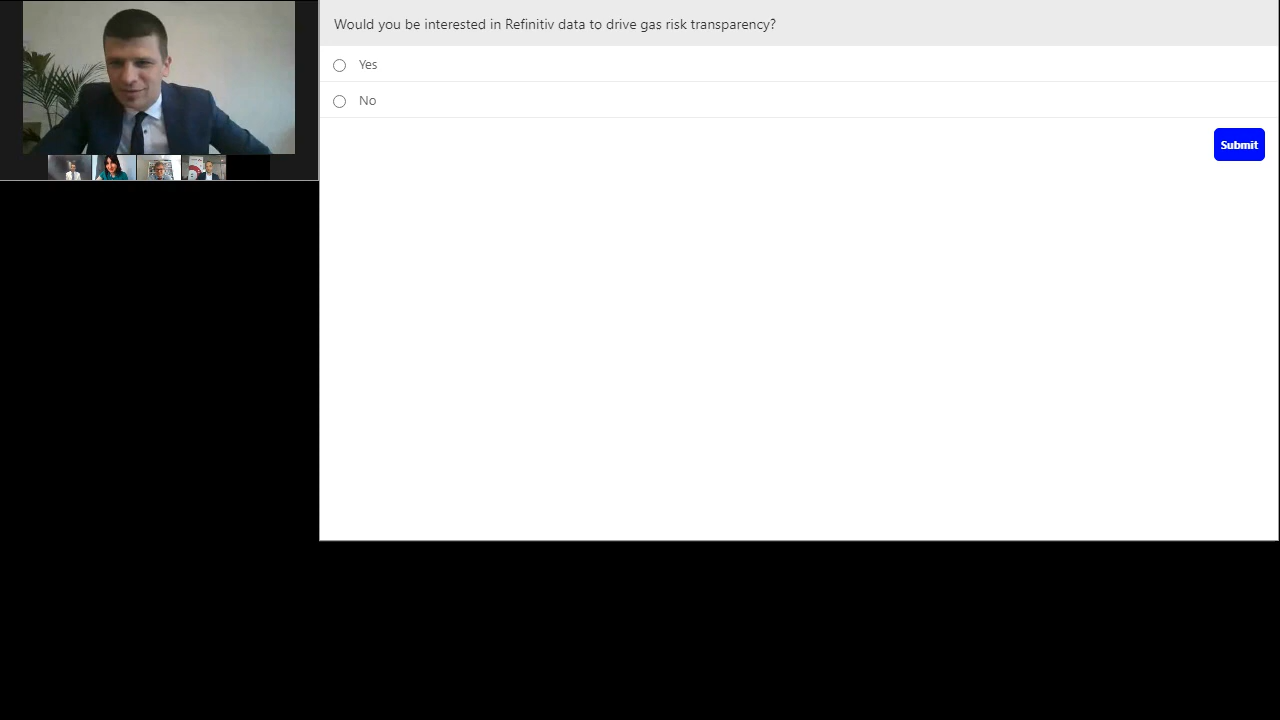 Would you be interested in Refinitiv data to drive gas risk transparency?
Yes
No
Submit